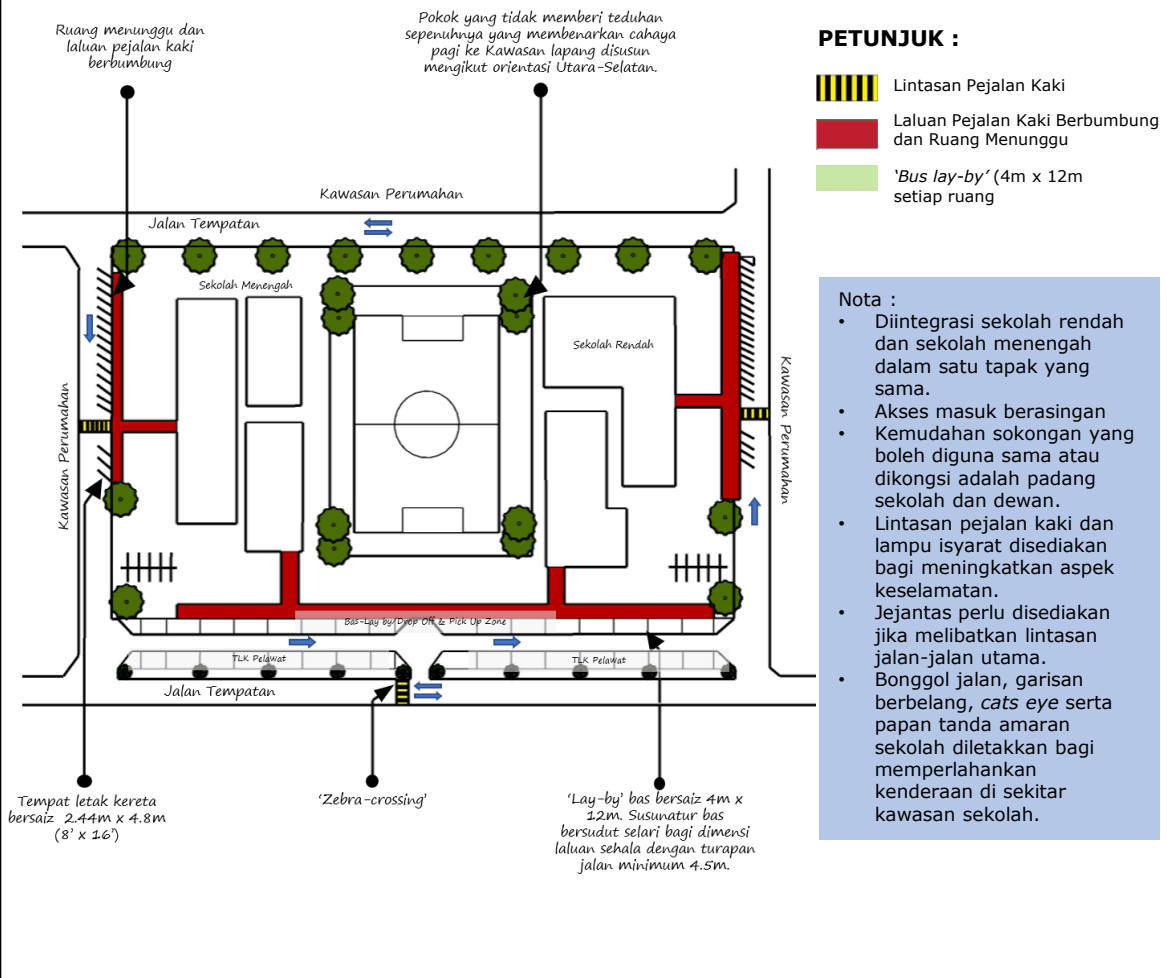 Ruang menunggu dan
laluan pejalan kaki
berbumbung
Pokok yang tidak memberi teduhan
sepenuhnya yang membenarkan cahaya
pagi ke Kawasan lapang disusun
mengikut orientasi Utara-Selatan.
PETUNJUK :
Lintasan Pejalan Kaki
Laluan Pejalan Kaki Berbumbung
dan Ruang Menunggu
‘Bus lay-by’ (4m x 12m
setiap ruang
Kawasan Perumahan
Jalan Tempatan
Sekolah Menengah
Sekolah Rendah
Kawasan Perumahan
Kawasan Perumahan
Bas-Lay by/Drop Off & Pick Up Zone
TLK Pelawat
TLK Pelawat
Jalan Tempatan
Tempat letak kereta
bersaiz 2.44m x 4.8m
(8’ x 16’)
‘Zebra-crossing’
‘Lay-by’ bas bersaiz 4m x
12m. Susunatur bas
bersudut selari bagi dimensi
laluan sehala dengan turapan
jalan minimum 4.5m.
Nota :
• Diintegrasi sekolah rendah
dan sekolah menengah
dalam satu tapak yang
sama.
• Akses masuk berasingan
• Kemudahan sokongan yang
boleh diguna sama atau
dikongsi adalah padang
sekolah dan dewan.
• Lintasan pejalan kaki dan
lampu isyarat disediakan
bagi meningkatkan aspek
keselamatan.
• Jejantas perlu disediakan
jika melibatkan lintasan
jalan-jalan utama.
• Bonggol jalan, garisan
berbelang, cats eye serta
papan tanda amaran
sekolah diletakkan bagi
memperlahankan
kenderaan di sekitar
kawasan sekolah.